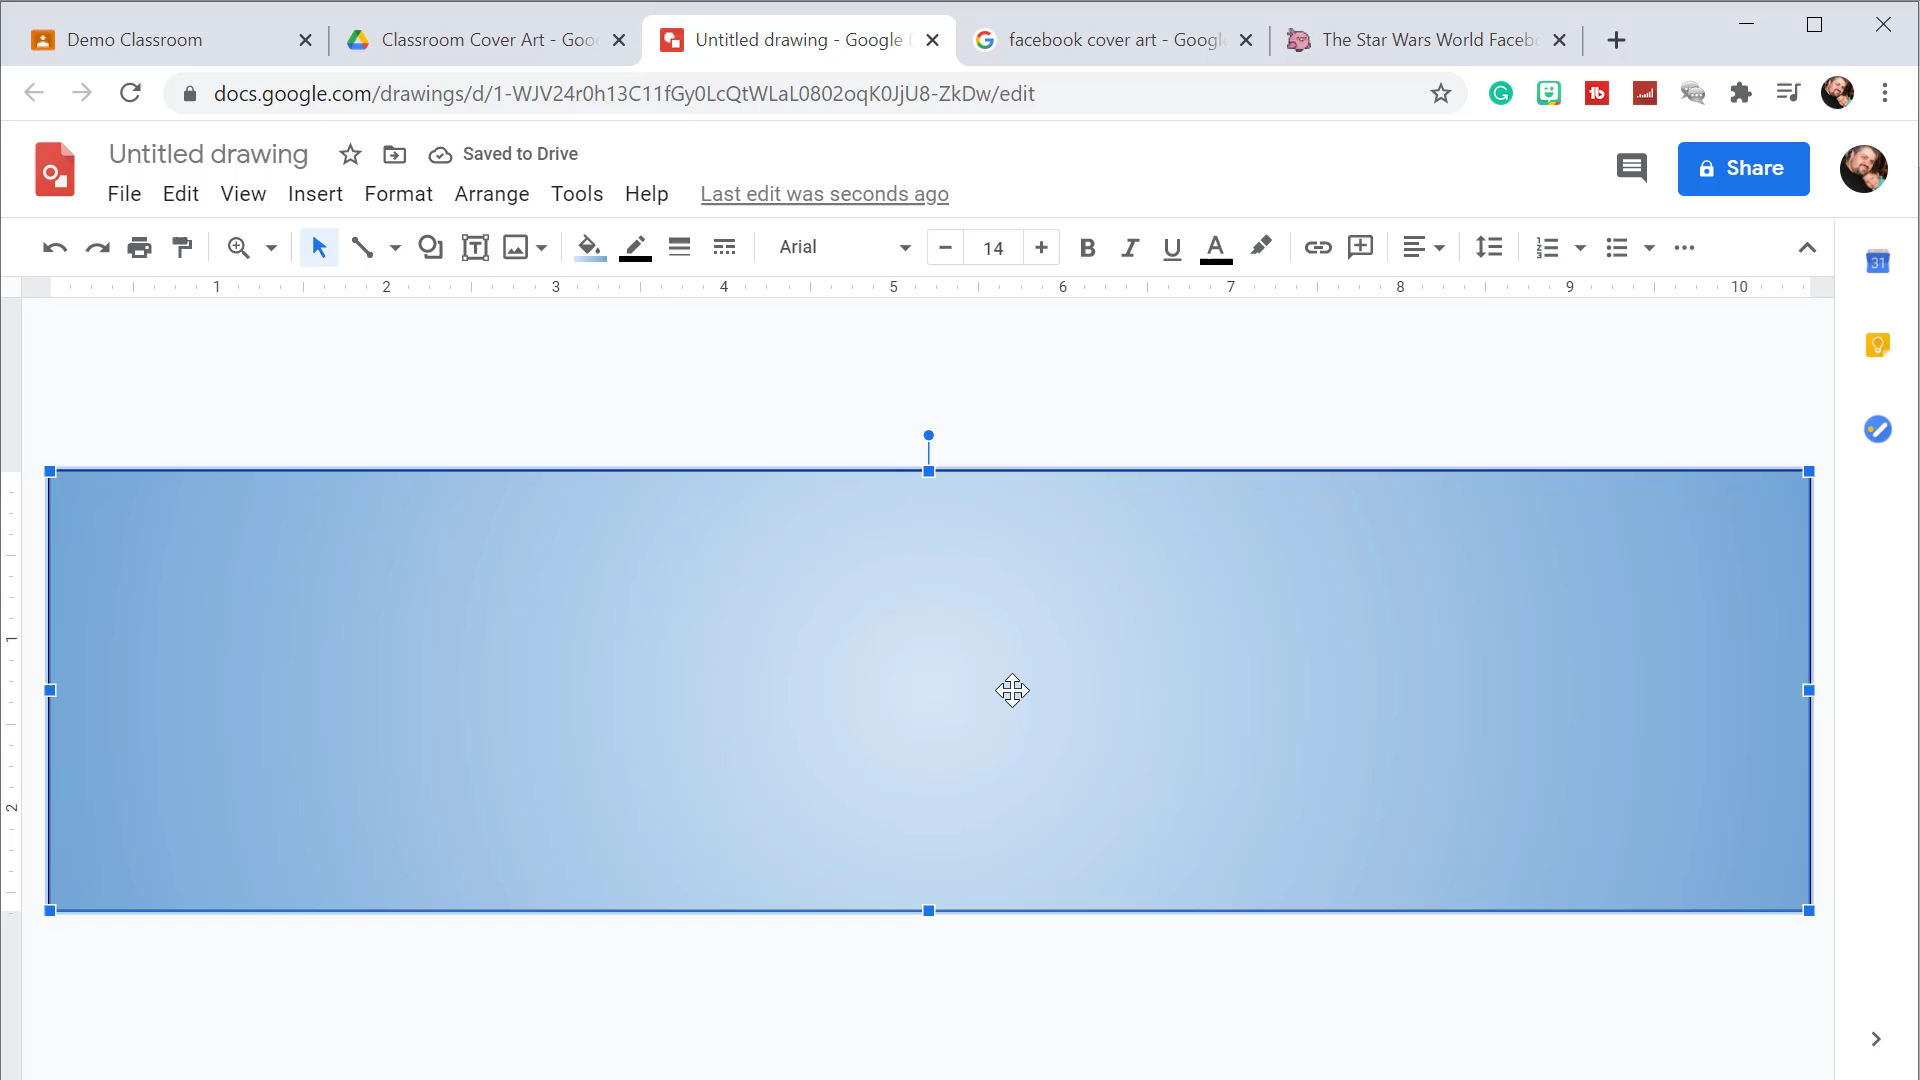 Demo Classroom
Classroom Cover Art - Goo
Untitled drawing - Google
facebook cover art - Googl
The Star Wars World Facebo
docs.google.com/drawings/d/1-WJV24r0h13C11fGy0LcQtWLaL0802oqK0JjU8-ZkDw/edit
tb
Untitled drawing
Saved to Drive
File Edit View Insert Format Arrange Tools Help Last edit was seconds ago
Share
Arial
14
B I U A
31
1 2 3 4 5 6 7 8 9 10
1
2